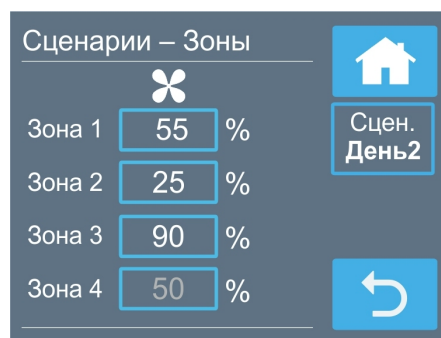 Сценарии – Зоны
Сцен.
День2
Зона 1 55 %
Зона 2 25 %
Зона 3 90 %
Зона 4 50 %